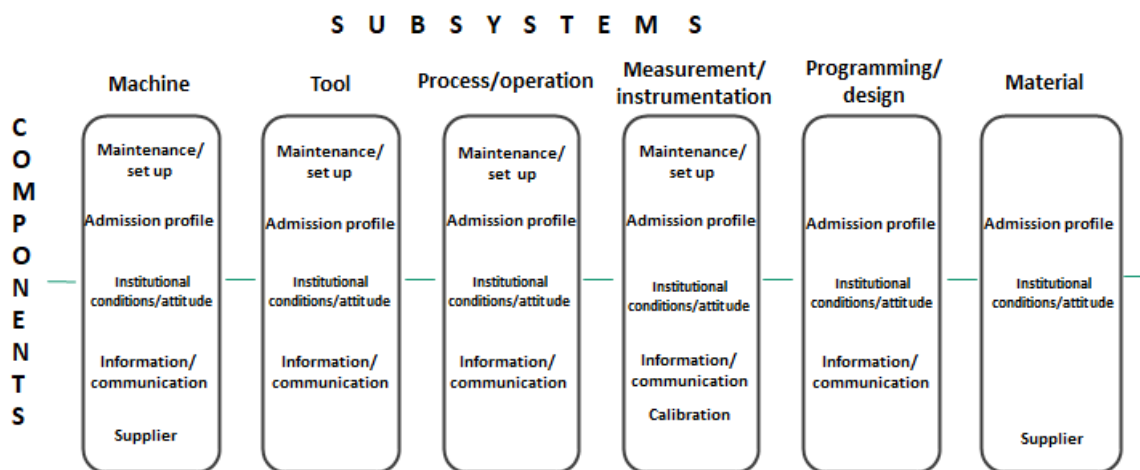 S U B S Y S T E M S
COMPONENTS
Machine
Maintenance/
set up
Admission profile
Institutional
conditions/attitude
Information/
communication
Supplier
Tool
Maintenance/
set up
Admission profile
Institutional
conditions/attitude
Information/
communication
Process/operation
Maintenance/
set up
Admission profile
Institutional
conditions/attitude
Information/
communication
Measurement/
instrumentation
Maintenance/
set up
Admission profile
Institutional
conditions/attitude
Information/
communication
Calibration
Programming/
design
Admission profile
Institutional
conditions/attitude
Information/
communication
Material
Admission profile
Institutional
conditions/attitude
Supplier